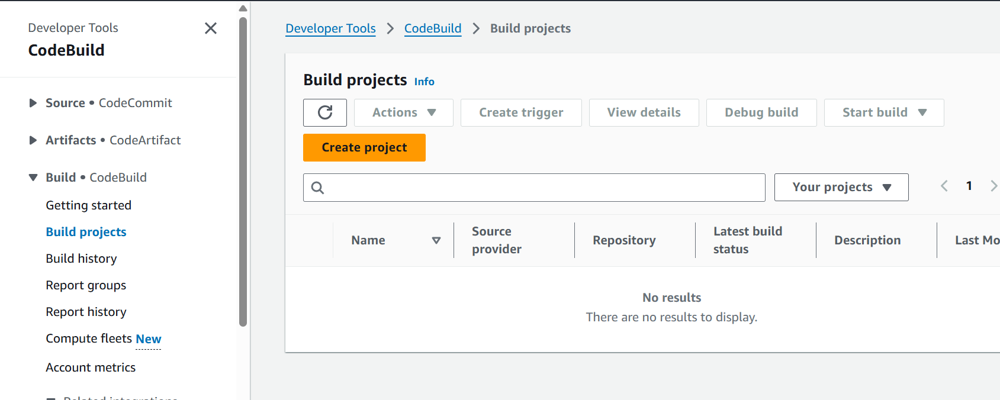 Developer Tools
CodeBuild
Source • CodeCommit
Artifacts • CodeArtifact
Build • CodeBuild
Getting started
Build projects
Build history
Report groups
Report history
Compute fleets New
Account metrics
Related integrations
Developer Tools > CodeBuild > Build projects
Build projects Info
Actions Create trigger View details Debug build Start build
Create project
Your projects 1
Name Source provider Repository Latest build status Description Last Mo
No results
There are no results to display.